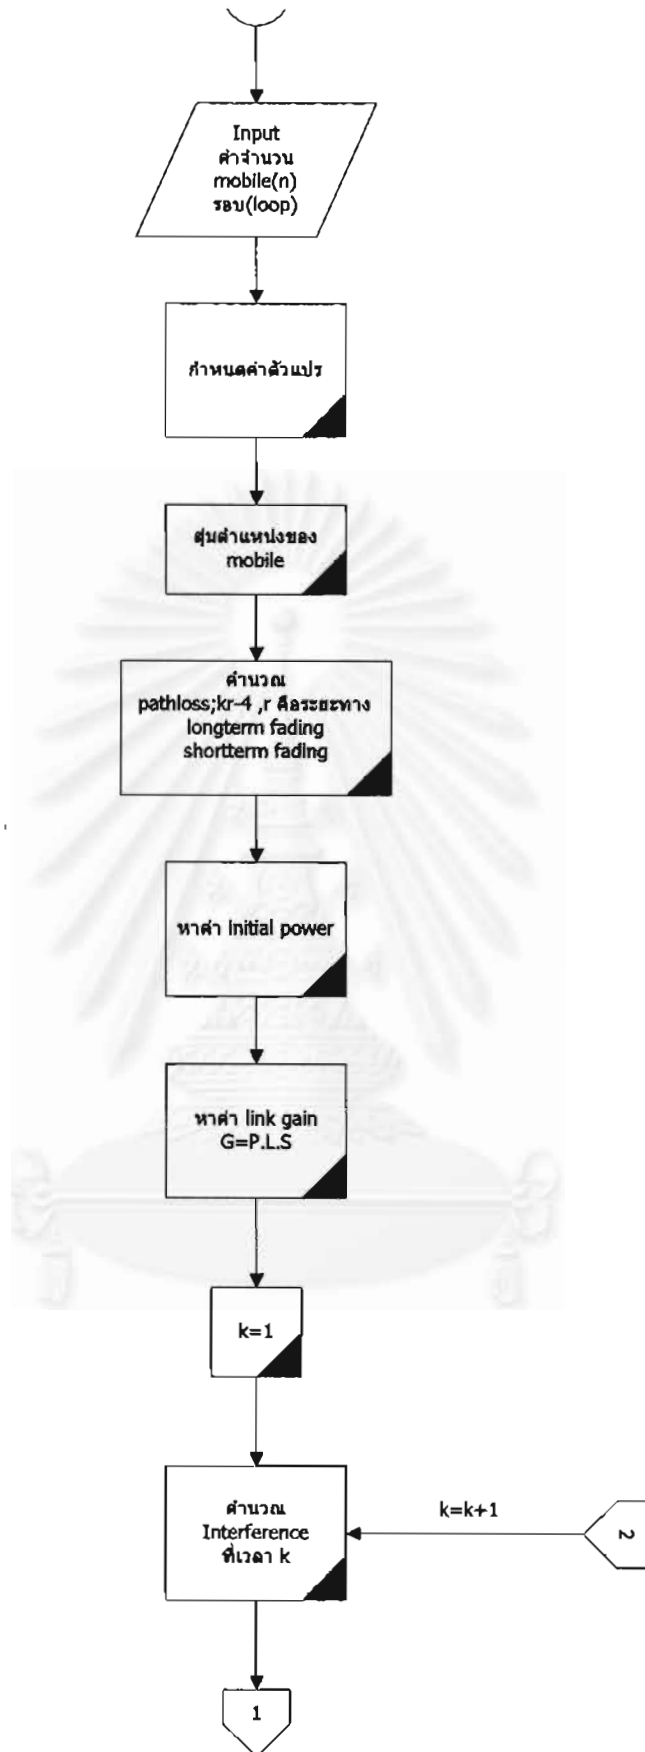 Input
ค่าจำนวน
mobile(n)
รอบ(loop)
กำหนดค่าตัวแปร
สุ่มตำแหน่งของ
mobile
คำนวณ
pathloss;kr-4 ,r คือระยะทาง
longterm fading
shortterm fading
หาค่า Initial power
หาค่า link gain
G=P.L.S
k=1
คำนวณ
Interference
ที่เวลา k
k=k+1
2
1